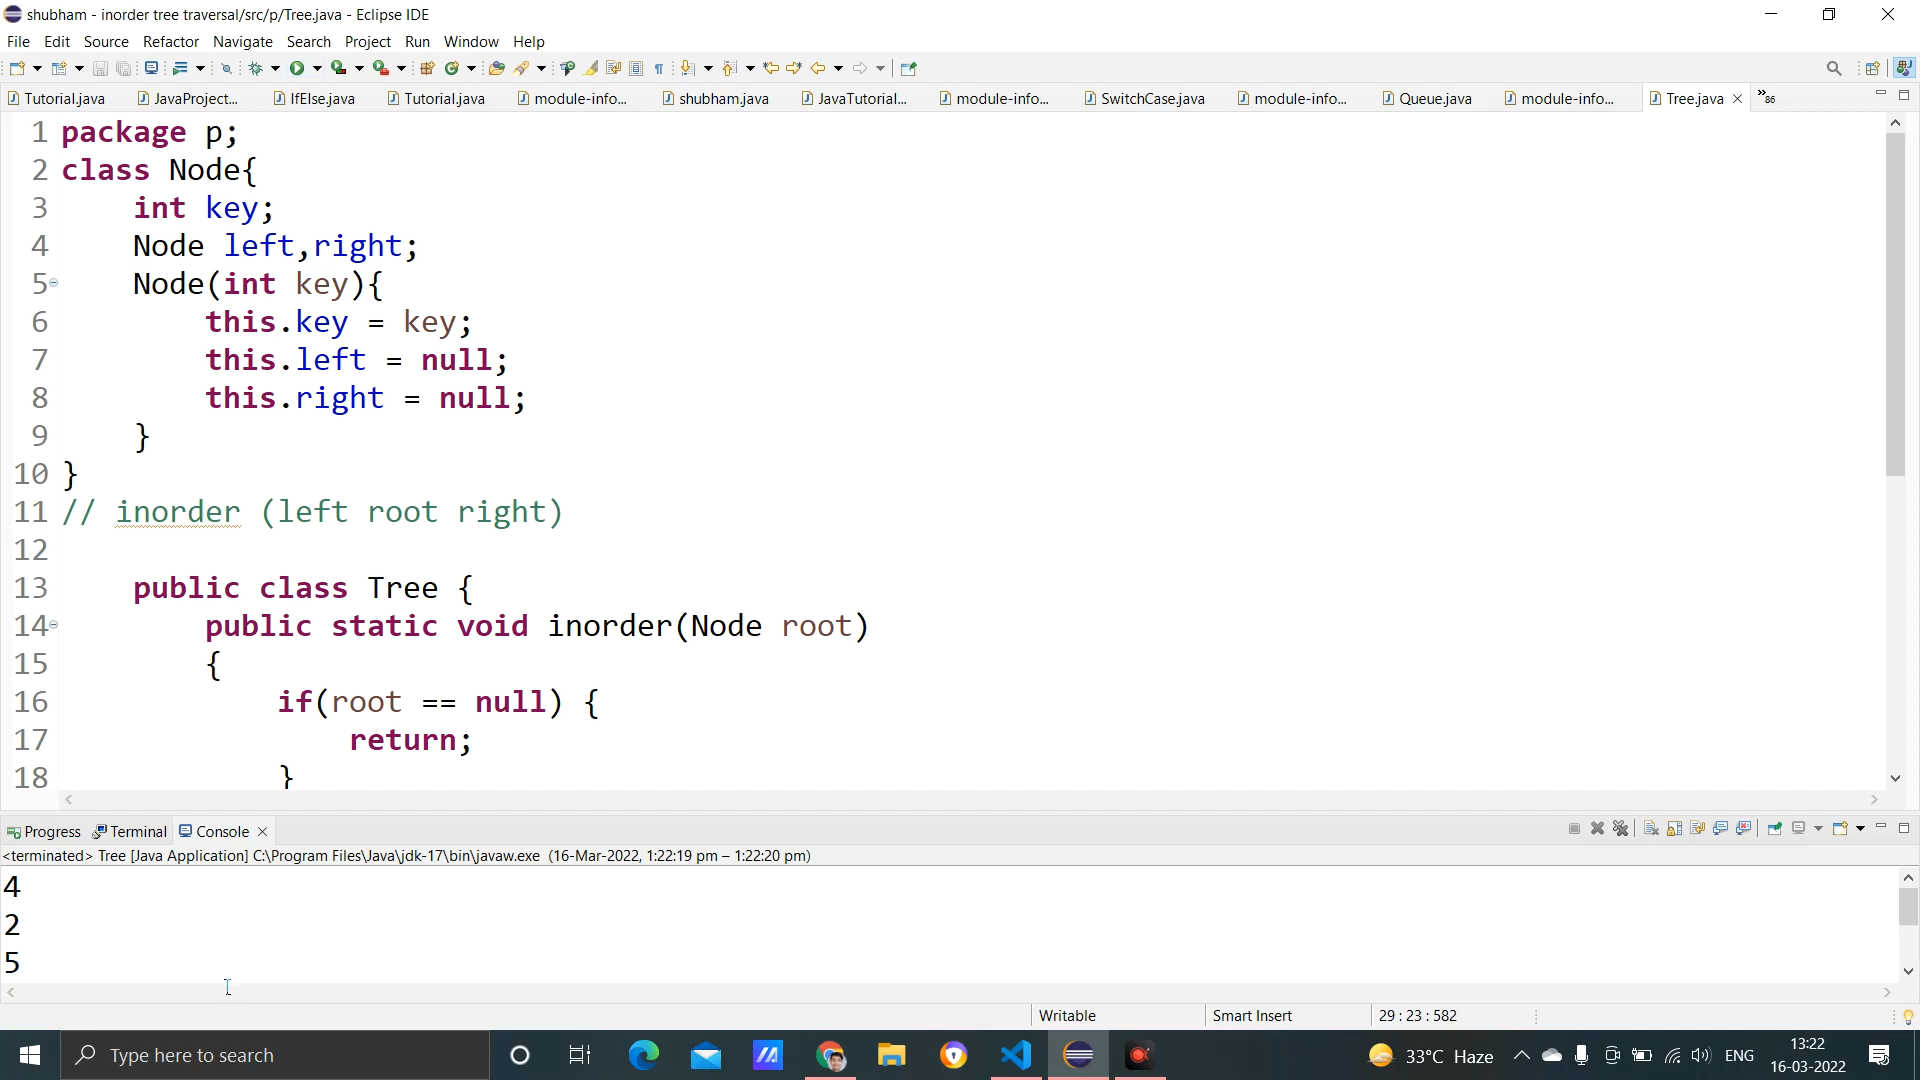 shubham - inorder tree traversal/src/p/Tree.java - Eclipse IDE
File Edit Source Refactor Navigate Search Project Run Window Help
Tutorial.java JavaProject... IfElse.java Tutorial.java module-info... shubham.java JavaTutorial... module-info... SwitchCase.java module-info... Queue.java module-info... Tree.java »86
1 package p;
2 class Node{
3 int key;
4 Node left,right;
5 Node(int key){
6 this.key = key;
7 this.left = null;
8 this.right = null;
9 }
10 }
11 // inorder (left root right)
12
13 public class Tree {
14 public static void inorder(Node root)
15 {
16 if(root == null) {
17 return;
18 }
Progress Terminal Console
<terminated> Tree [Java Application] C:\Program Files\Java\jdk-17\bin\javaw.exe (16-Mar-2022, 1:22:19 pm – 1:22:20 pm)
4
2
5
Writable Smart Insert 29 : 23 : 582
Type here to search 33°C Haze ENG 13:22
16-03-2022